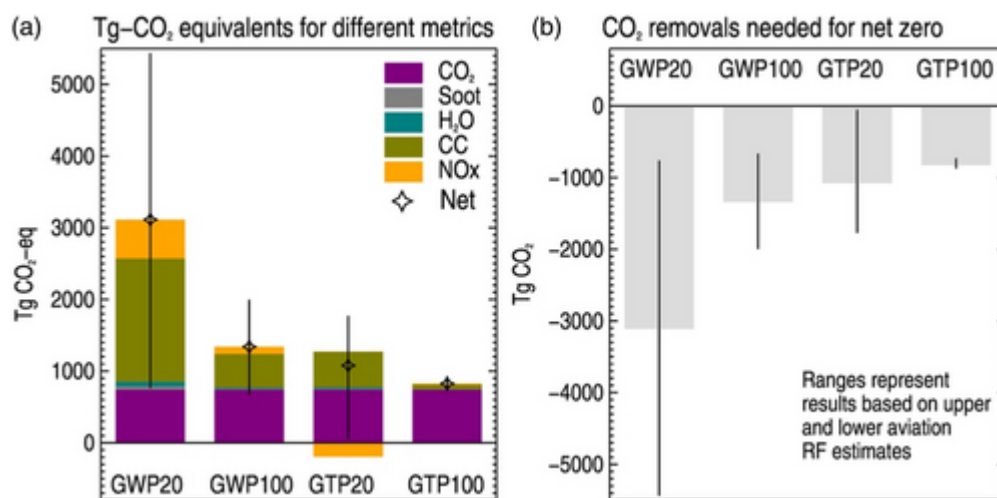 (a) Tg–CO₂ equivalents for different metrics
5000
4000
3000
2000
1000
0
Tg CO₂–eq
CO₂
Soot
H₂O
CC
NOx
Net
GWP20 GWP100 GTP20 GTP100
(b) CO₂ removals needed for net zero
GWP20 GWP100 GTP20 GTP100
0
−1000
−2000
−3000
−4000
−5000
Tg CO₂
Ranges represent
results based on upper
and lower aviation
RF estimates